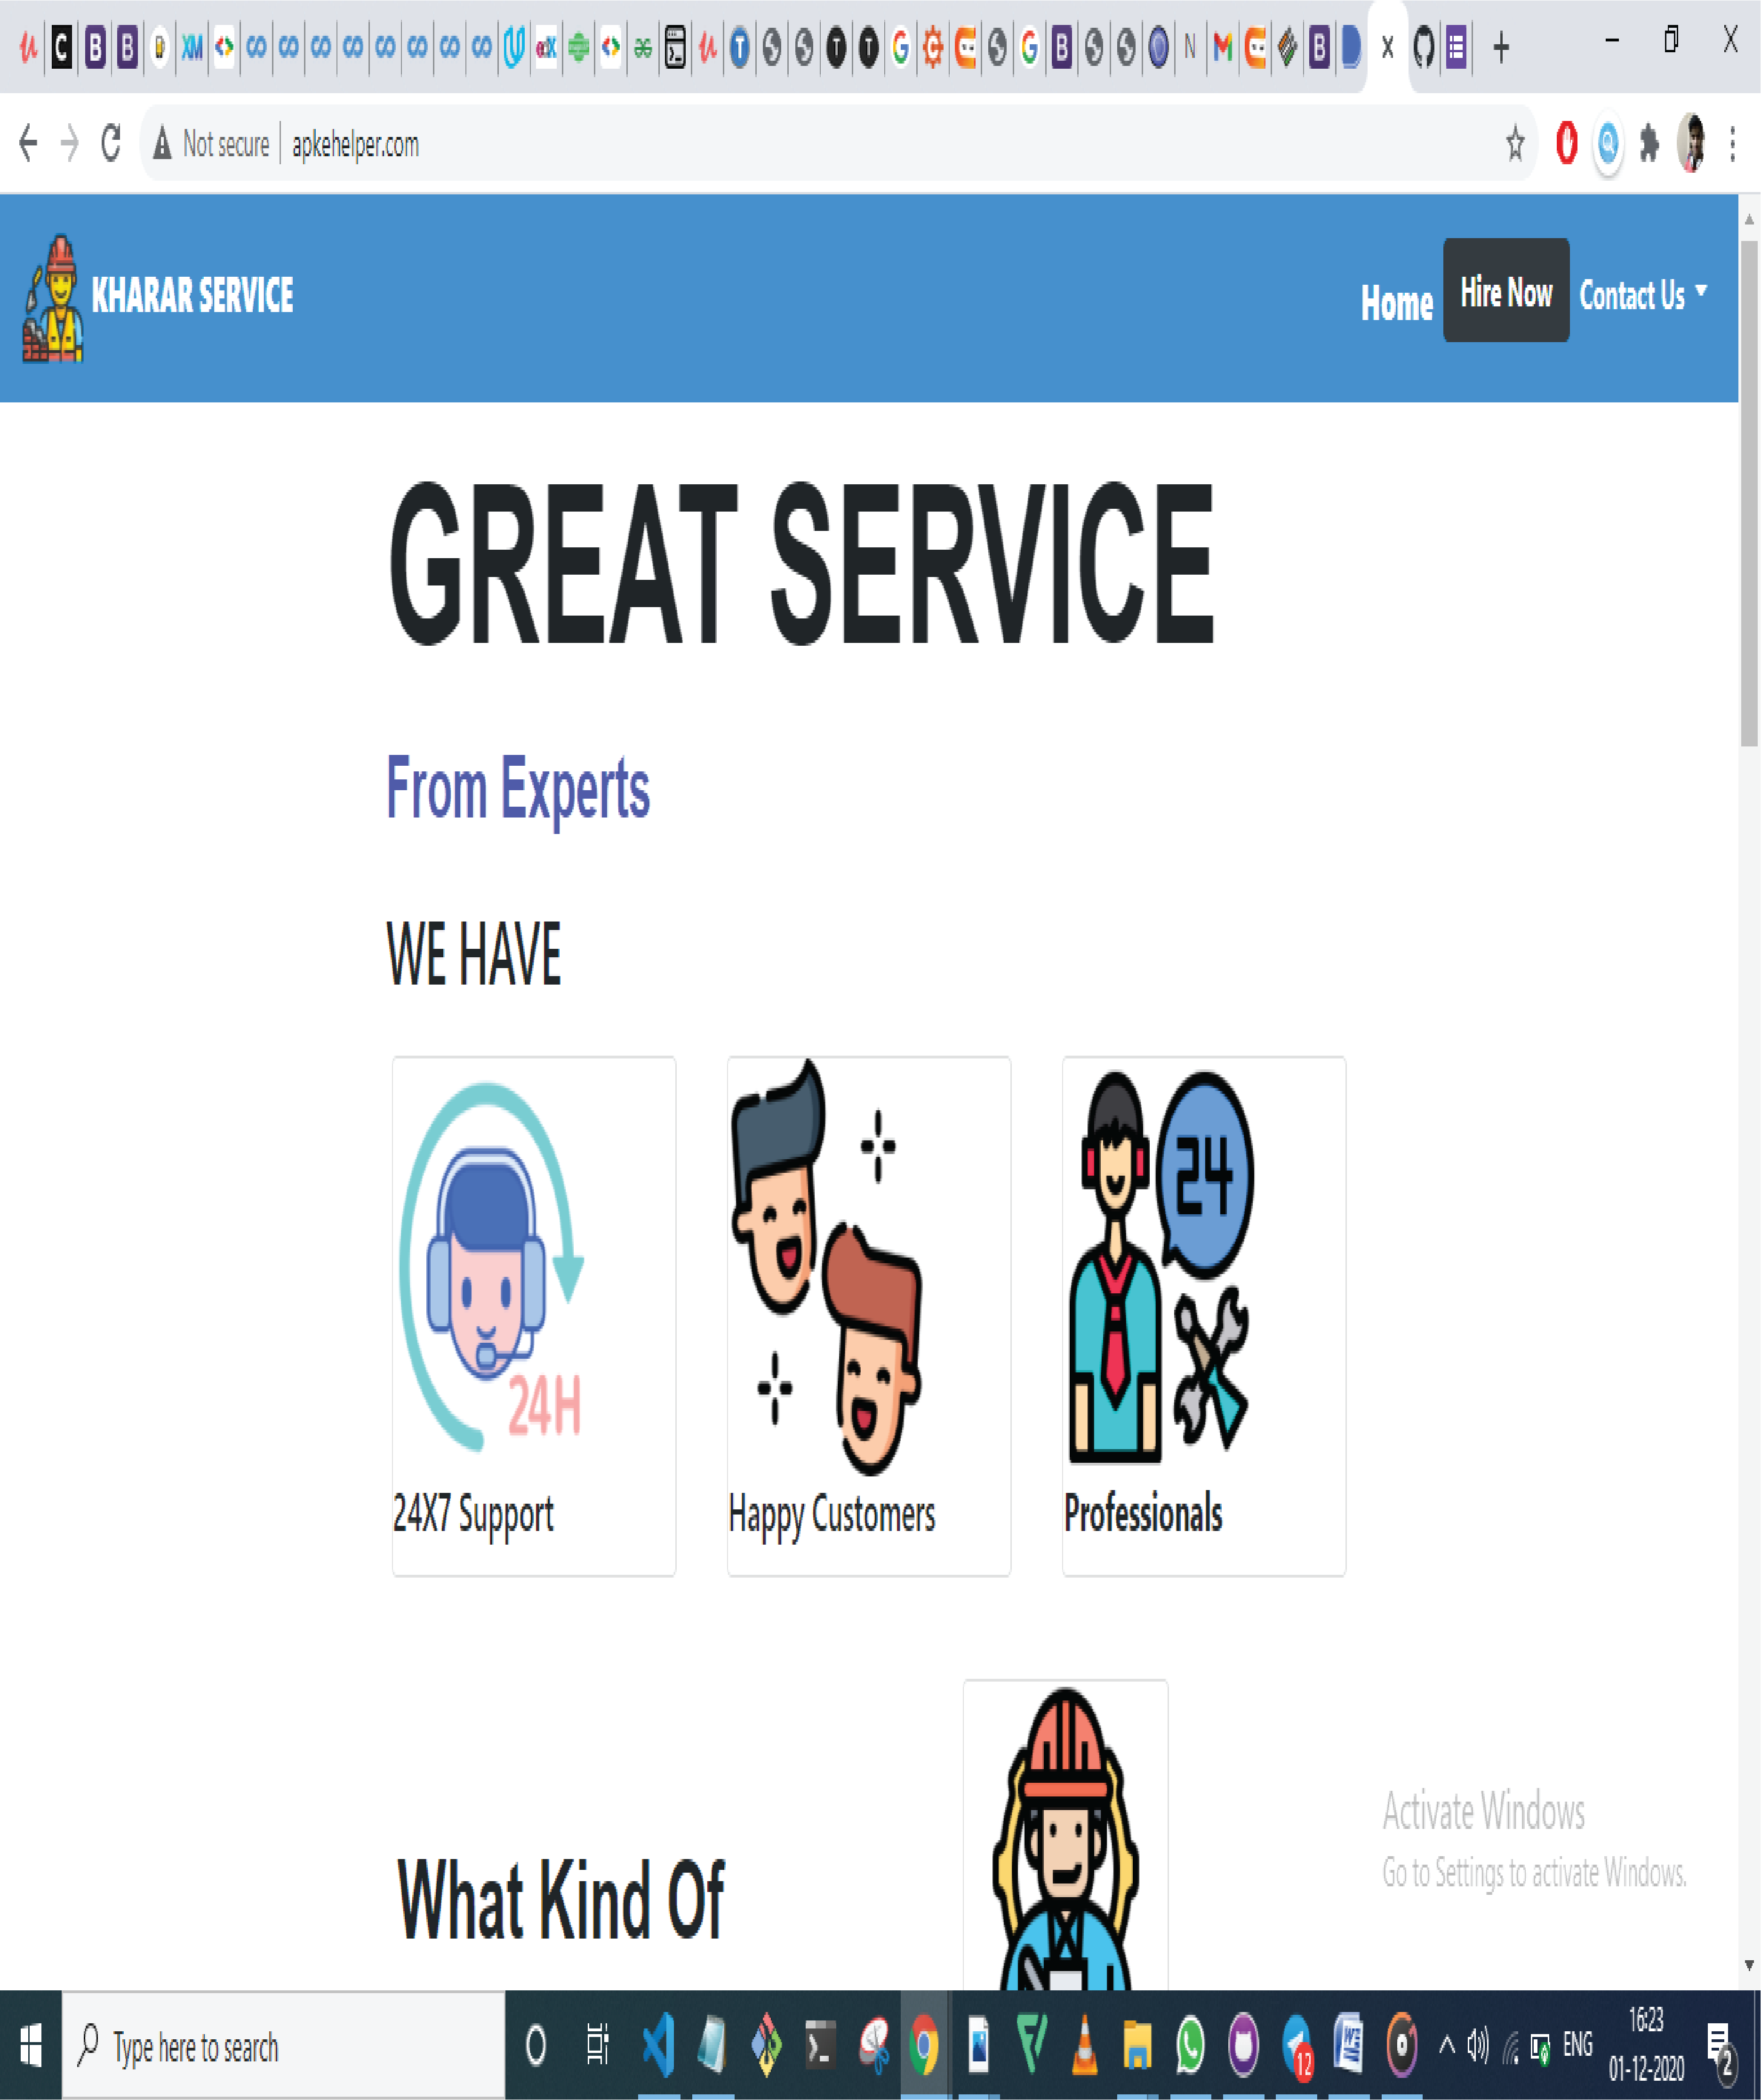 Not secure apkehelper.com
KHARAR SERVICE
Home Hire Now Contact Us
GREAT SERVICE
From Experts
WE HAVE
24H
24
24X7 Support
Happy Customers
Professionals
What Kind Of
Activate Windows
Go to Settings to activate Windows.
Type here to search
12
ENG
16:23
01-12-2020
2